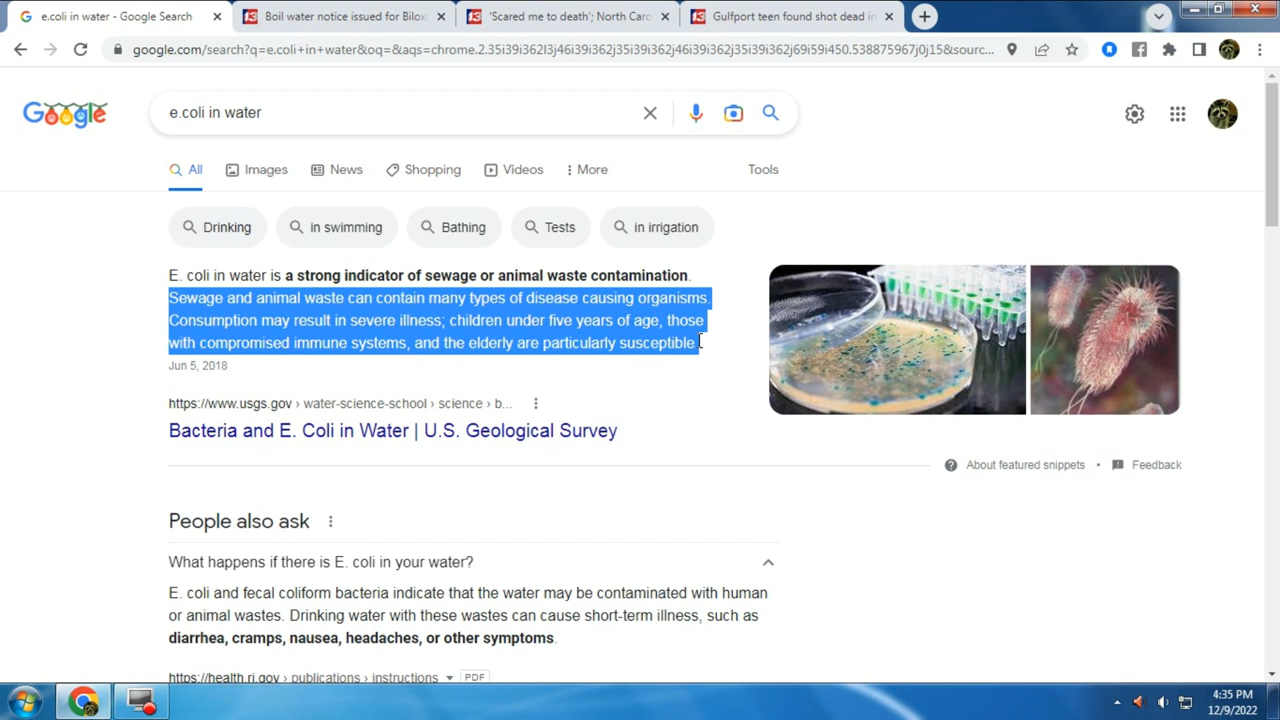 e.coli in water - Google Search
Boil water notice issued for Bilox
'Scared me to death'; North Caro
Gulfport teen found shot dead in
google.com/search?q=e.coli+in+water&oq=&aqs=chrome.2.35i39i362l3j46i39i362j35i39i362j46i39i362j35i39i362j69i59i450.538875967j0j15&sourc...
Google
e.coli in water
All
Images
News
Shopping
Videos
More
Tools
Drinking
in swimming
Bathing
Tests
in irrigation
E. coli in water is a strong indicator of sewage or animal waste contamination.
Sewage and animal waste can contain many types of disease causing organisms.
Consumption may result in severe illness; children under five years of age, those
with compromised immune systems, and the elderly are particularly susceptible.
Jun 5, 2018
https://www.usgs.gov › water-science-school › science › b...
Bacteria and E. Coli in Water | U.S. Geological Survey
About featured snippets • Feedback
People also ask
What happens if there is E. coli in your water?
E. coli and fecal coliform bacteria indicate that the water may be contaminated with human
or animal wastes. Drinking water with these wastes can cause short-term illness, such as
diarrhea, cramps, nausea, headaches, or other symptoms.
https://health.ri.gov › publications › instructions PDF
4:35 PM
12/9/2022